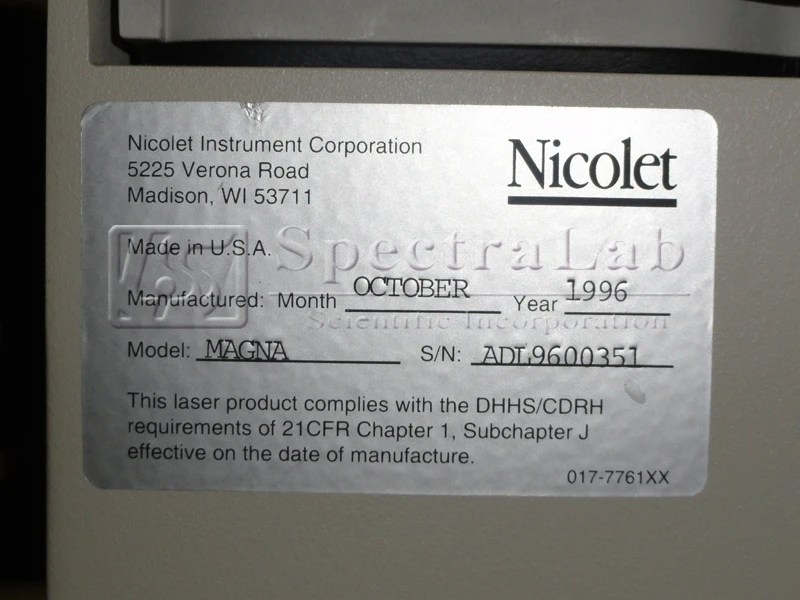 Nicolet Instrument Corporation
5225 Verona Road
Madison, WI 53711
Nicolet
Made in U.S.A.
SpectraLab
Scientific Incorporation
Manufactured: Month OCTOBER Year 1996
Model: MAGNA S/N: ADL9600351
This laser product complies with the DHHS/CDRH
requirements of 21CFR Chapter 1, Subchapter J
effective on the date of manufacture.
017-7761XX